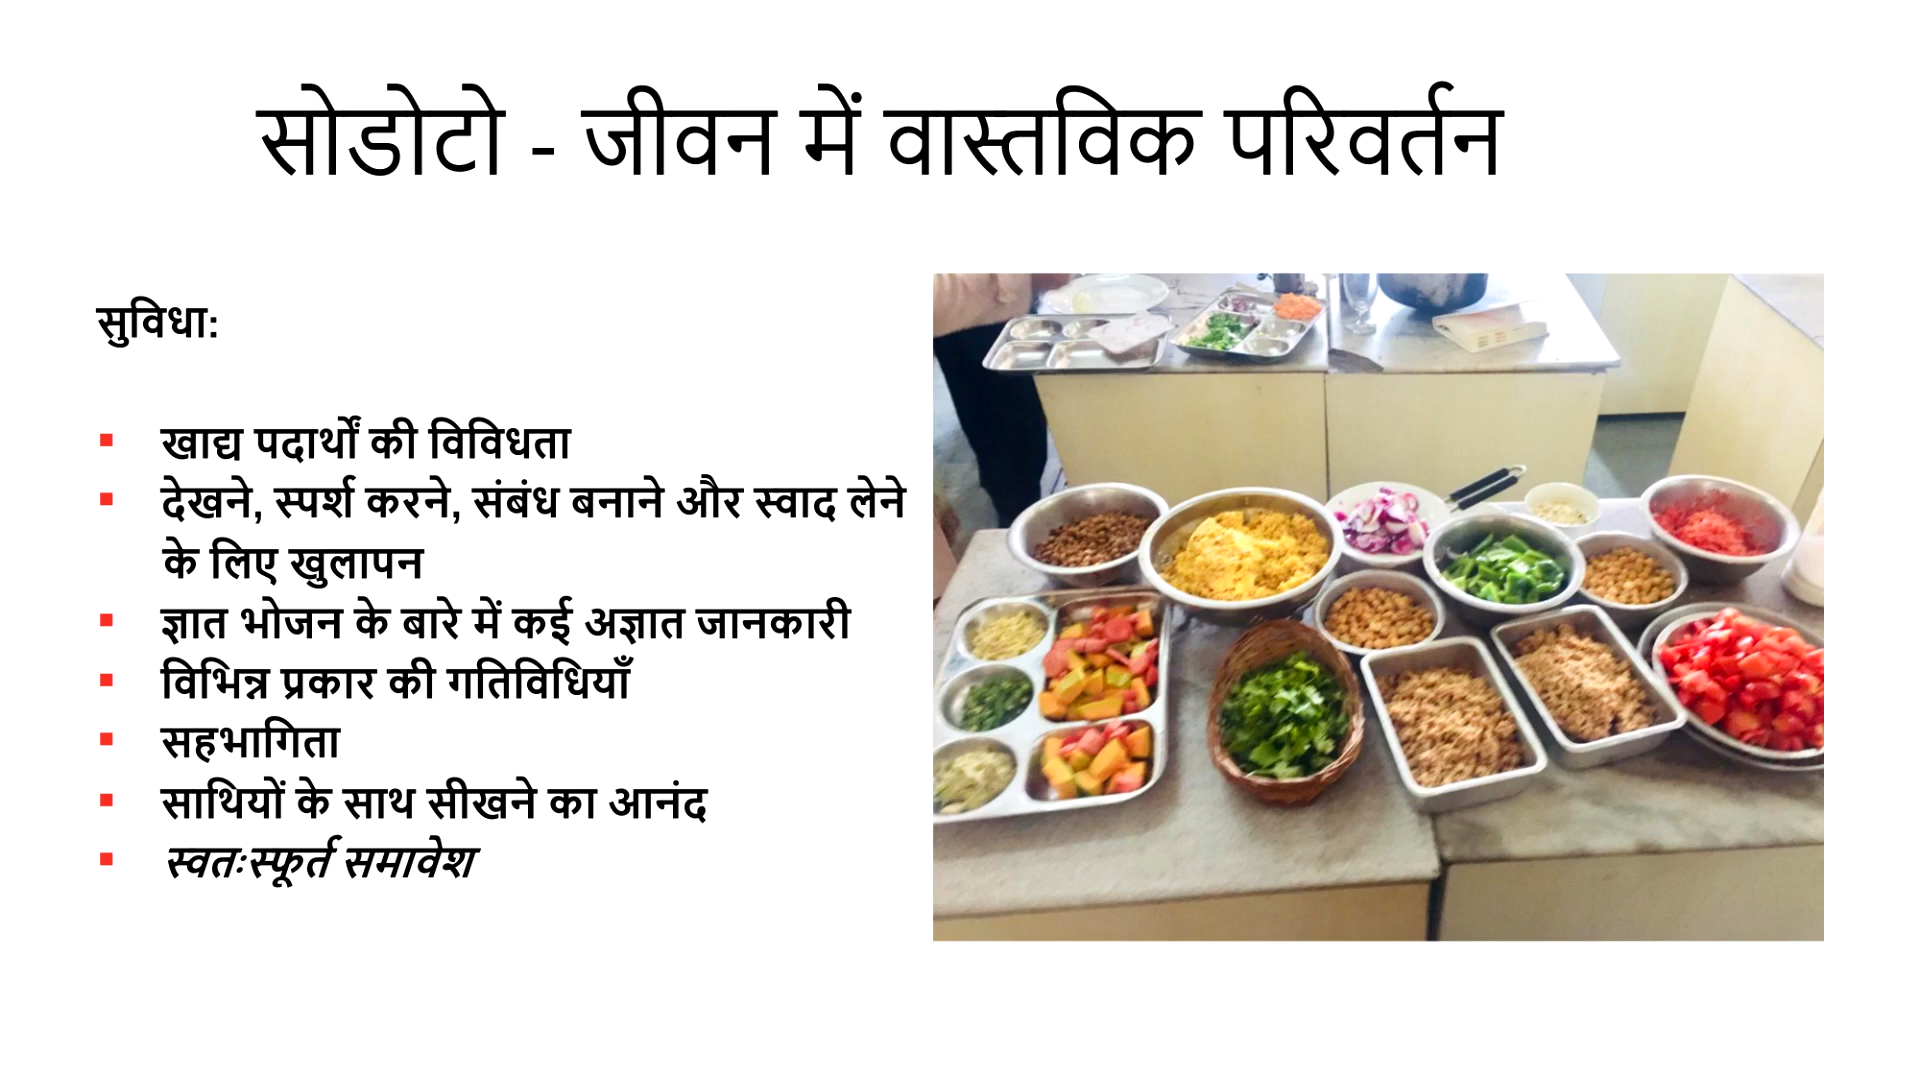 सोडोटो - जीवन में वास्तविक परिवर्तन
सुविधा:
▪ खाद्य पदार्थों की विविधता
▪ देखने, स्पर्श करने, संबंध बनाने और स्वाद लेने
के लिए खुलापन
▪ ज्ञात भोजन के बारे में कई अज्ञात जानकारी
▪ विभिन्न प्रकार की गतिविधियाँ
▪ सहभागिता
▪ साथियों के साथ सीखने का आनंद
▪ स्वतःस्फूर्त समावेश